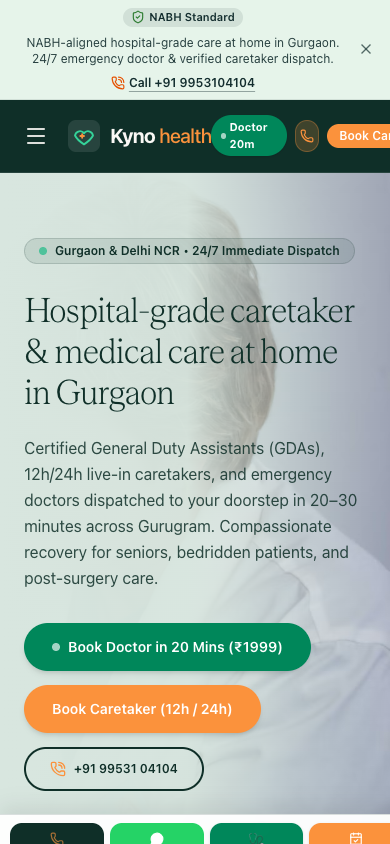 NABH Standard
NABH-aligned hospital-grade care at home in Gurgaon.
24/7 emergency doctor & verified caretaker dispatch.
Call +91 9953104104
Kyno health
Doctor
20m
Book Car
Gurgaon & Delhi NCR • 24/7 Immediate Dispatch
Hospital-grade caretaker
& medical care at home
in Gurgaon
Certified General Duty Assistants (GDAs),
12h/24h live-in caretakers, and emergency
doctors dispatched to your doorstep in 20–30
minutes across Gurugram. Compassionate
recovery for seniors, bedridden patients, and
post-surgery care.
Book Doctor in 20 Mins (₹1999)
Book Caretaker (12h / 24h)
+91 99531 04104